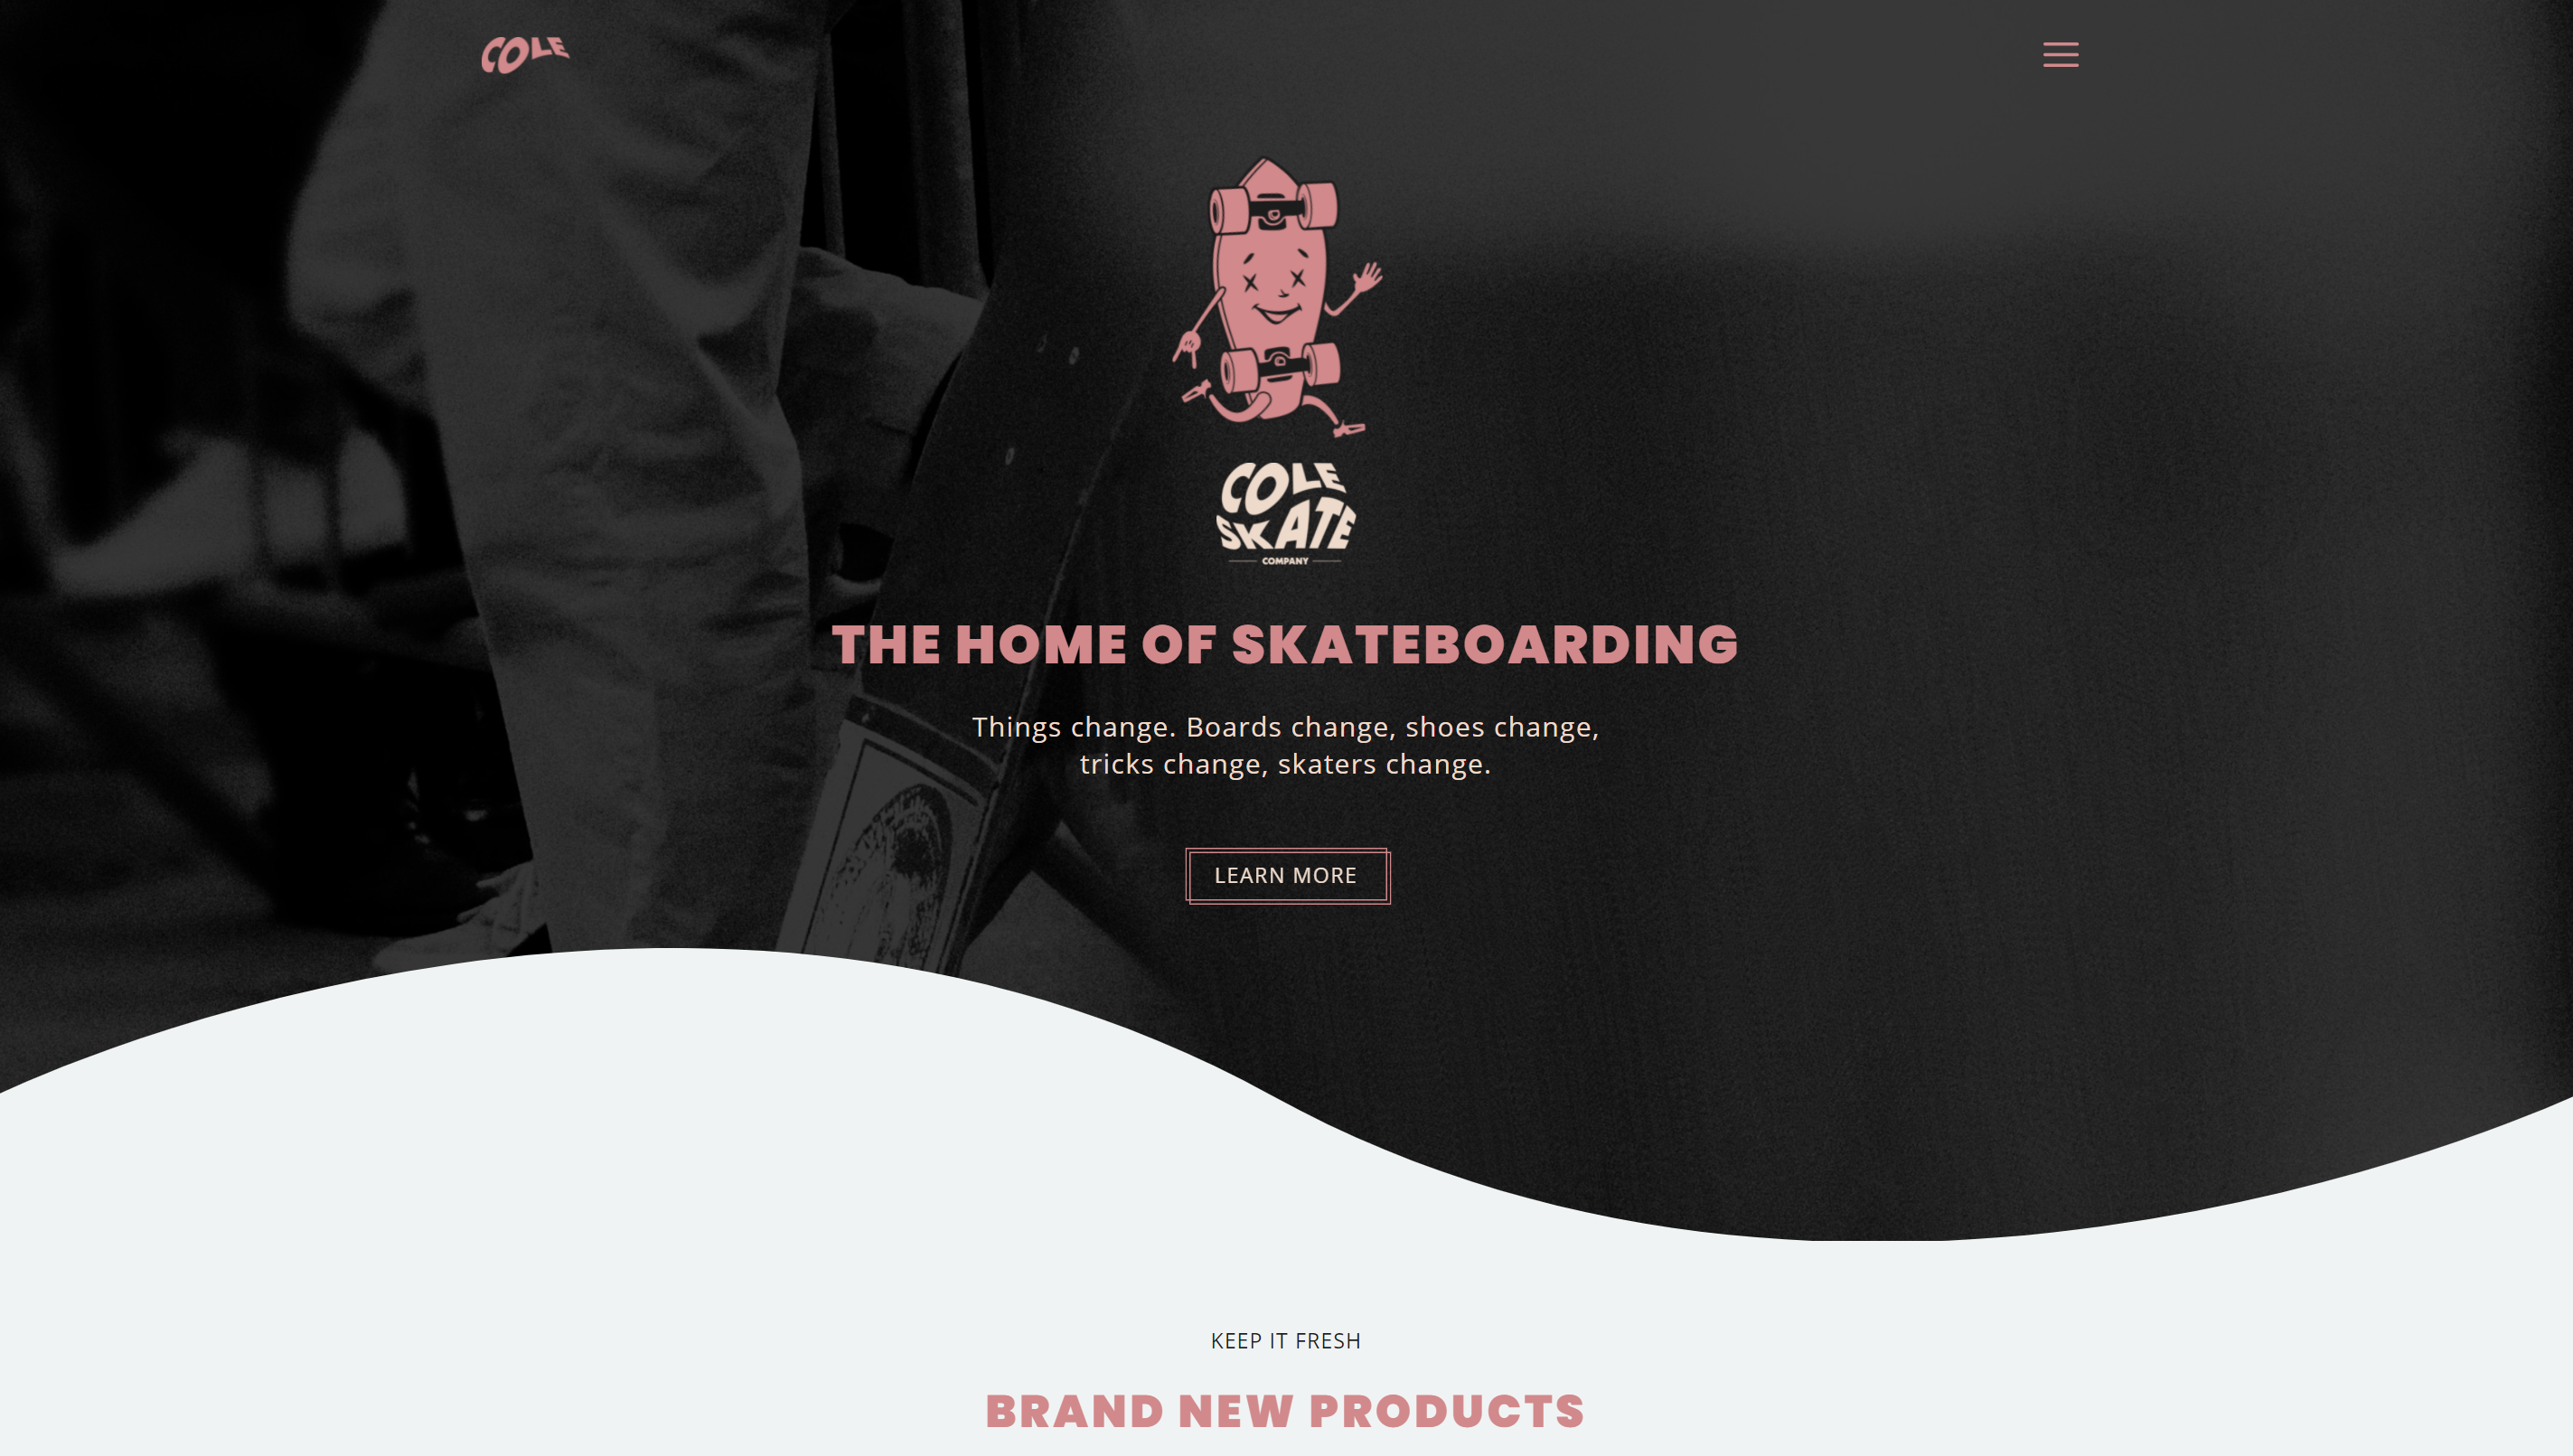 COLE
COLE
SKATE
COMPANY
THE HOME OF SKATEBOARDING
Things change. Boards change, shoes change,
tricks change, skaters change.
LEARN MORE
KEEP IT FRESH
BRAND NEW PRODUCTS